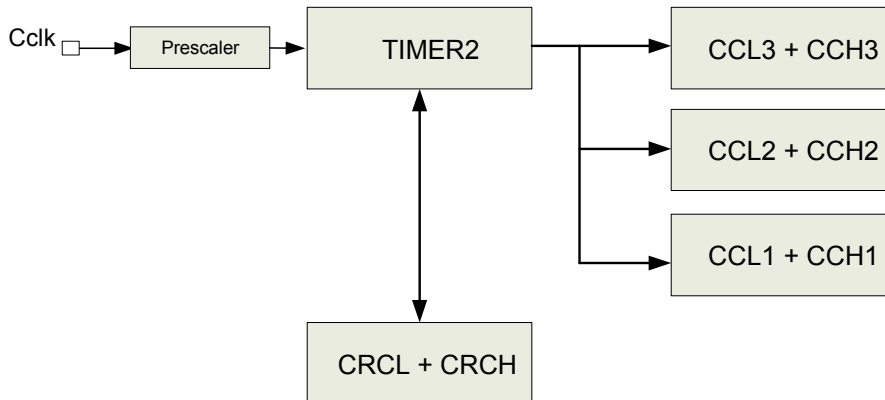 Cclk
Prescaler
TIMER2
CCL3 + CCH3
CCL2 + CCH2
CCL1 + CCH1
CRCL + CRCH